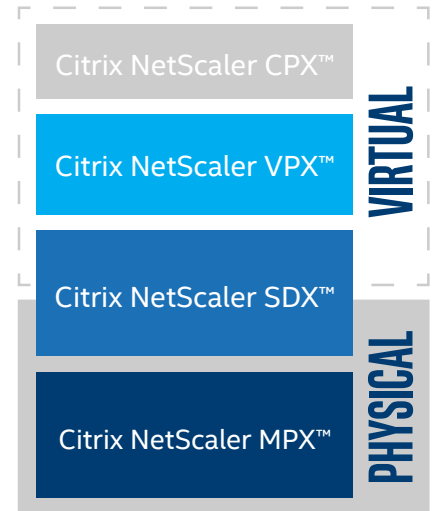 Citrix NetScaler CPX™
Citrix NetScaler VPX™
VIRTUAL
Citrix NetScaler SDX™
Citrix NetScaler MPX™
PHYSICAL